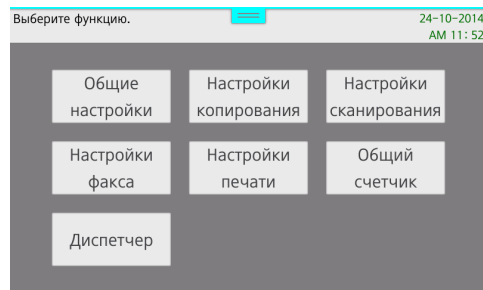 Выберите функцию.
24-10-2014
AM 11:52
Общие
настройки
Настройки
копирования
Настройки
сканирования
Настройки
факса
Настройки
печати
Общий
счетчик
Диспетчер